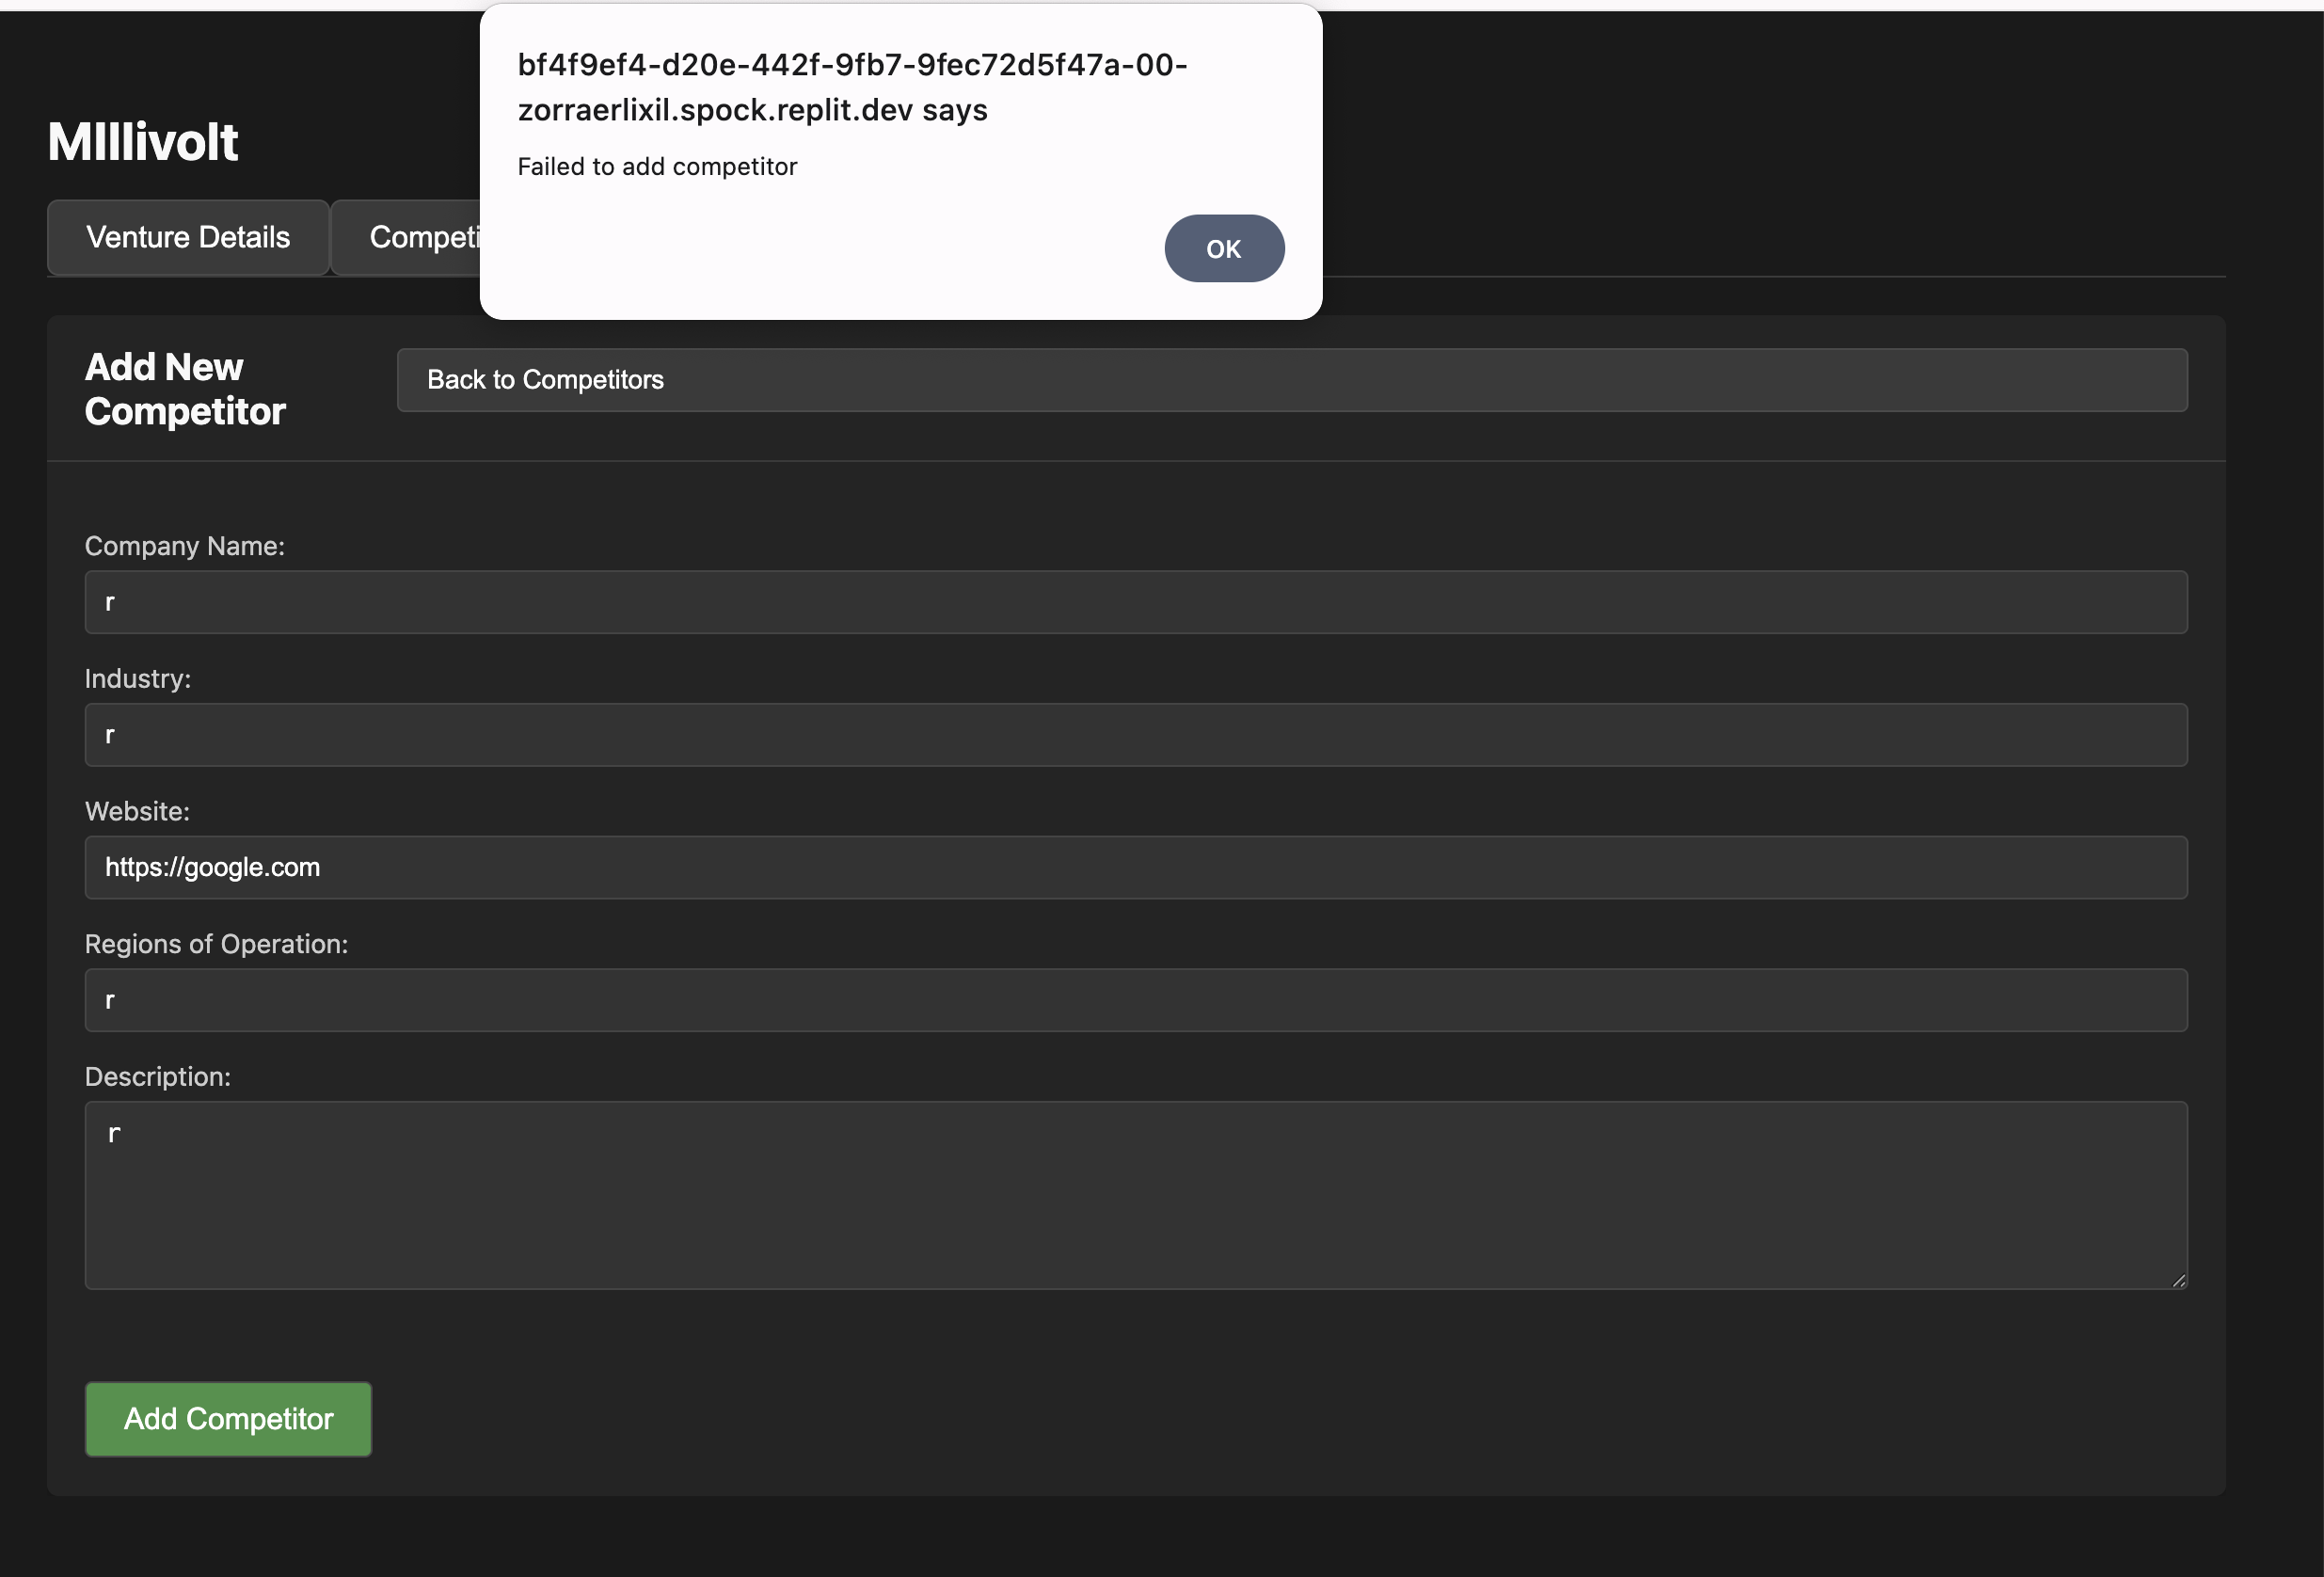 bf4f9ef4-d20e-442f-9fb7-9fec72d5f47a-00-
zorraerlixil.spock.replit.dev says
Failed to add competitor
OK
MIllivolt
Venture Details
Competi
Add New
Competitor
Back to Competitors
Company Name:
r
Industry:
r
Website:
https://google.com
Regions of Operation:
r
Description:
r
Add Competitor